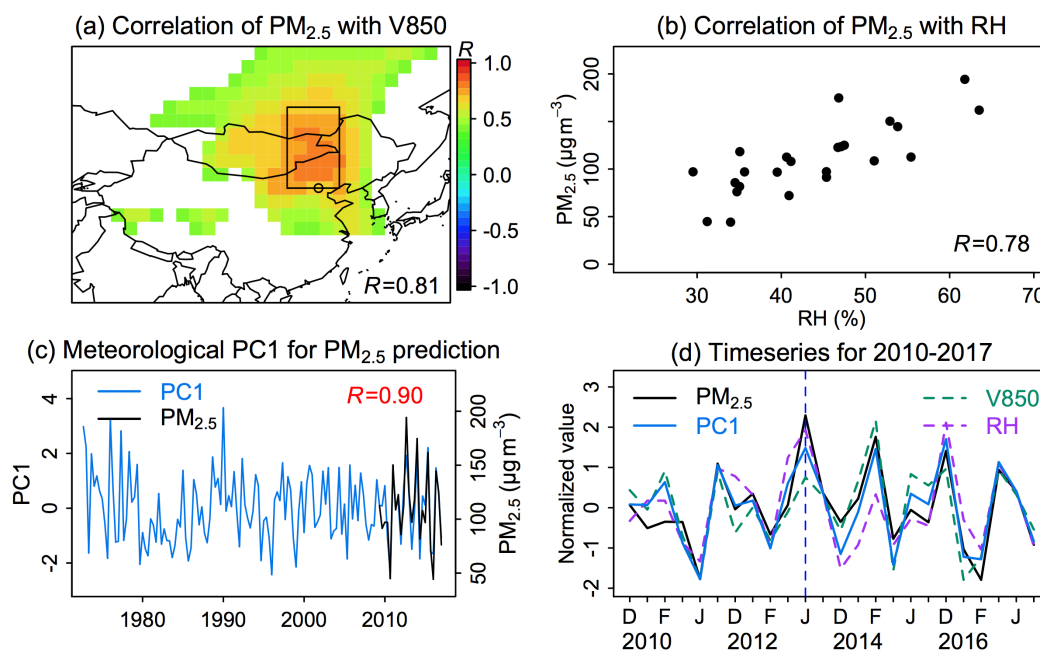 (a) Correlation of PM2.5 with V850
R
1.0
0.5
0
-0.5
-1.0
R=0.81
(b) Correlation of PM2.5 with RH
PM2.5 (µgm−3)
200
100
50
0
R=0.78
30 40 50 60 70
RH (%)
(c) Meteorological PC1 for PM2.5 prediction
PC1
4
2
0
-2
PC1
PM2.5
R=0.90
200
150
100
50
PM2.5 (µgm−3)
1980 1990 2000 2010
(d) Timeseries for 2010-2017
Normalized value
3
2
1
0
-1
-2
PM2.5
PC1
V850
RH
D F J D F J D F J D F J
2010 2012 2014 2016